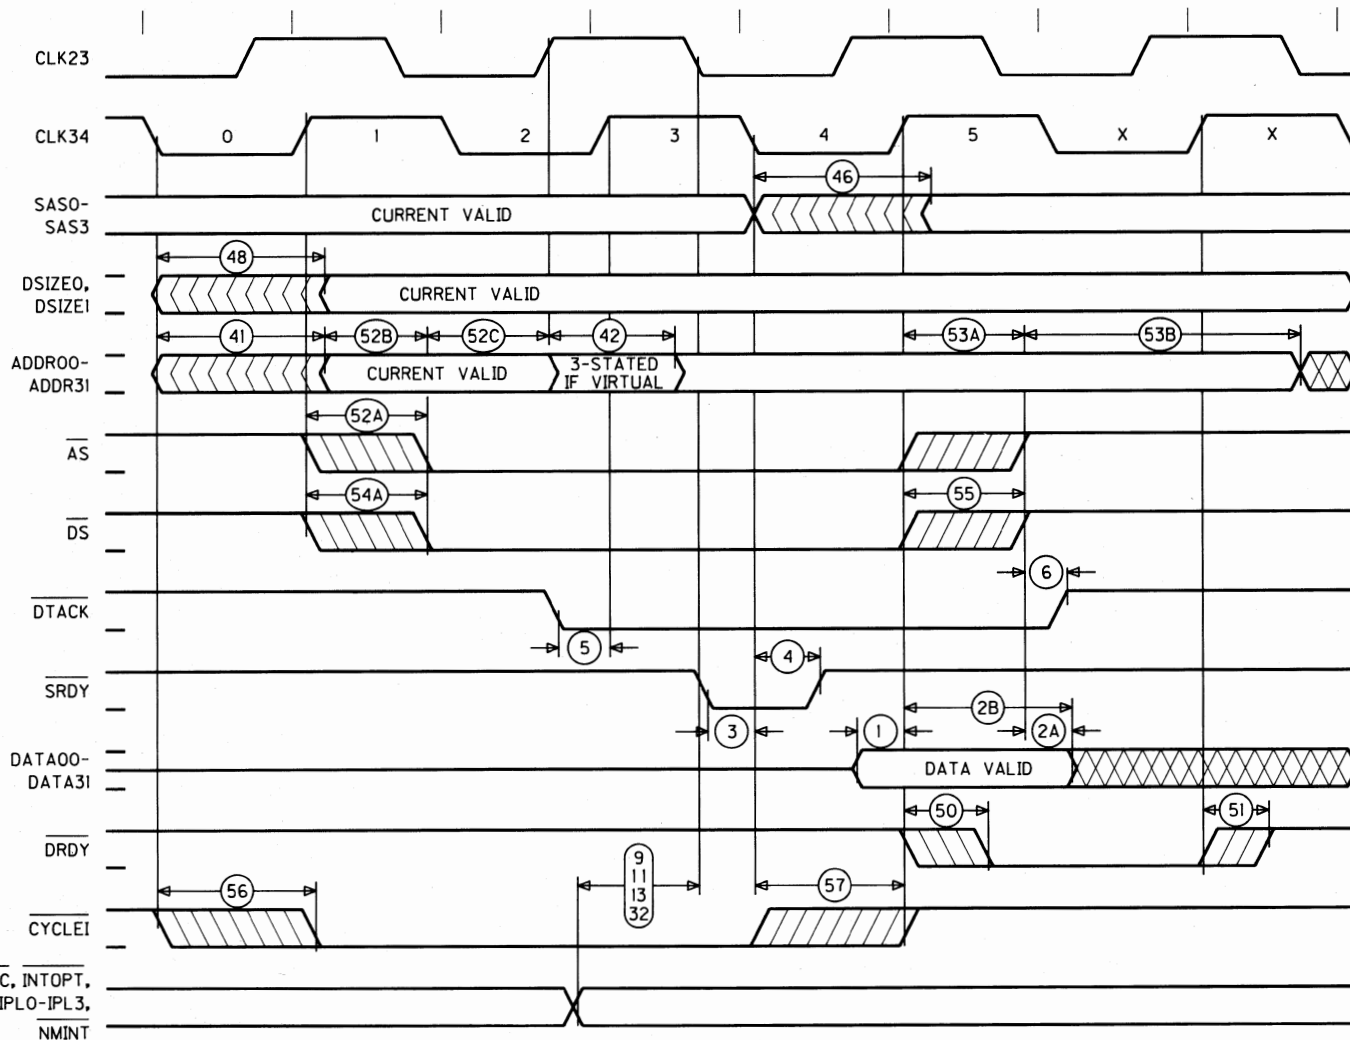 CLK23
CLK34
0 1 2 3 4 5 X X
46
SAS0-
SAS3
CURRENT VALID
48
DSIZE0,
DSIZE1
CURRENT VALID
41 52B 52C 42 53A 53B
ADDR00-
ADDR31
CURRENT VALID
3-STATED
IF VIRTUAL
52A
AS
54A 55
DS
6
DTACK
5
4
SRDY
2B
3 1 2A
DATA00-
DATA31
DATA VALID
50 51
DRDY
9
11
13
32
56 57
CYCLEI
C, INTOPT,
IPL0-IPL3,
NMINT